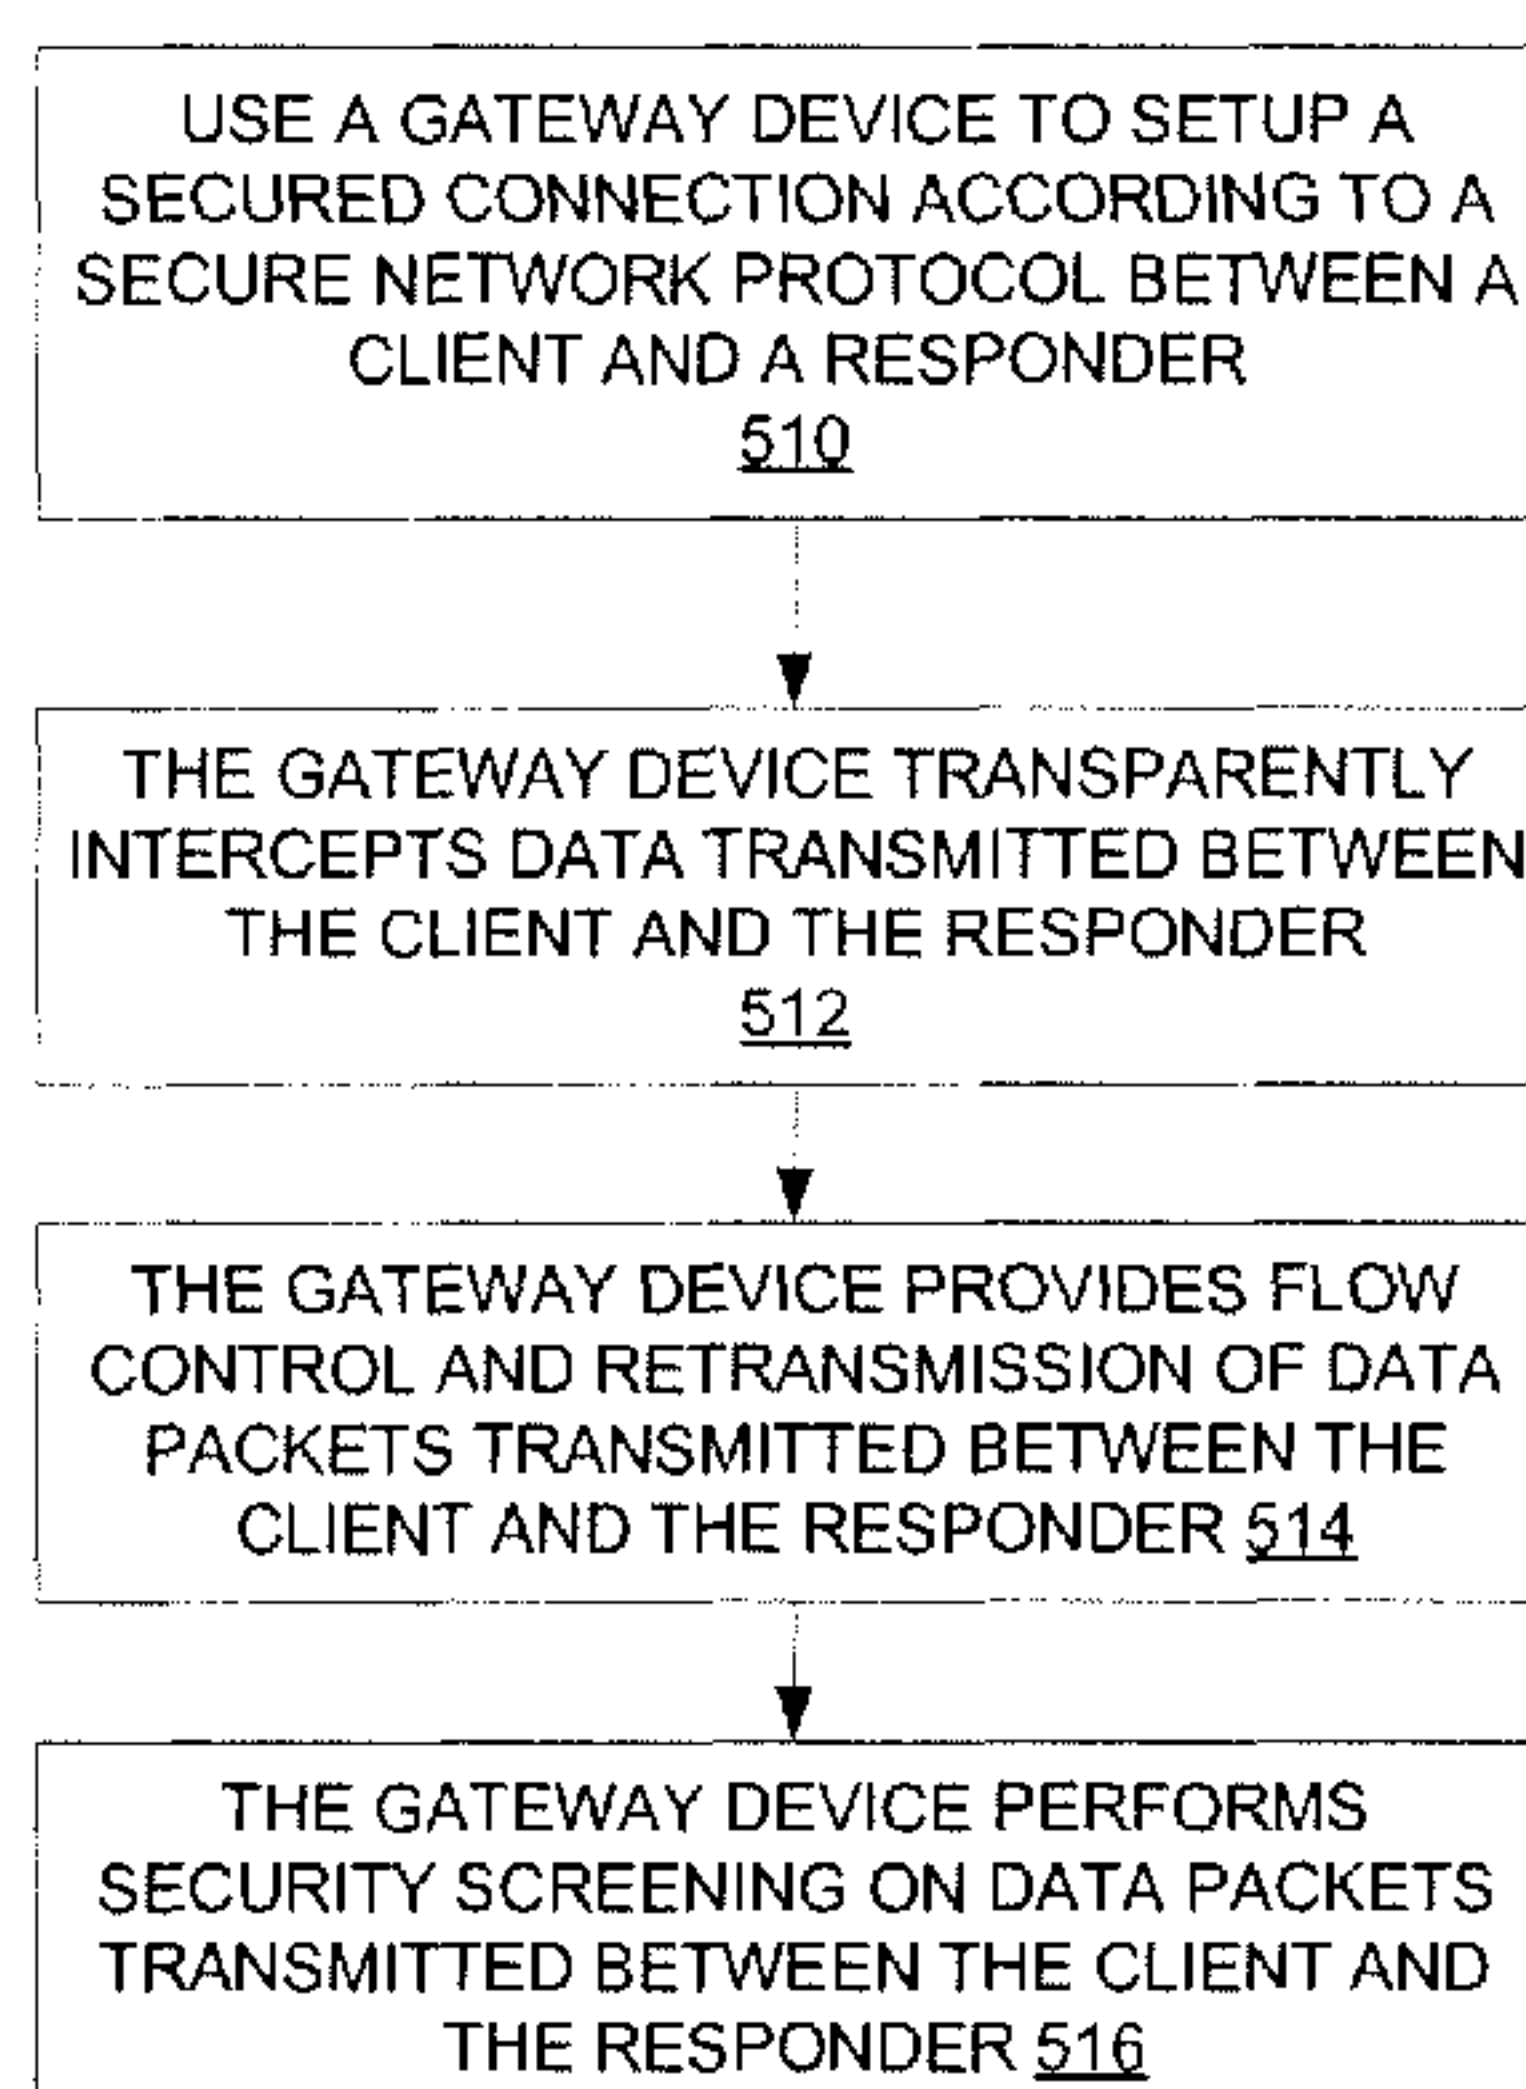 USE A GATEWAY DEVICE TO SETUP A
SECURED CONNECTION ACCORDING TO A
SECURE NETWORK PROTOCOL BETWEEN A
CLIENT AND A RESPONDER
510
THE GATEWAY DEVICE TRANSPARENTLY
INTERCEPTS DATA TRANSMITTED BETWEEN
THE CLIENT AND THE RESPONDER
512
THE GATEWAY DEVICE PROVIDES FLOW
CONTROL AND RETRANSMISSION OF DATA
PACKETS TRANSMITTED BETWEEN THE
CLIENT AND THE RESPONDER 514
THE GATEWAY DEVICE PERFORMS
SECURITY SCREENING ON DATA PACKETS
TRANSMITTED BETWEEN THE CLIENT AND
THE RESPONDER 516